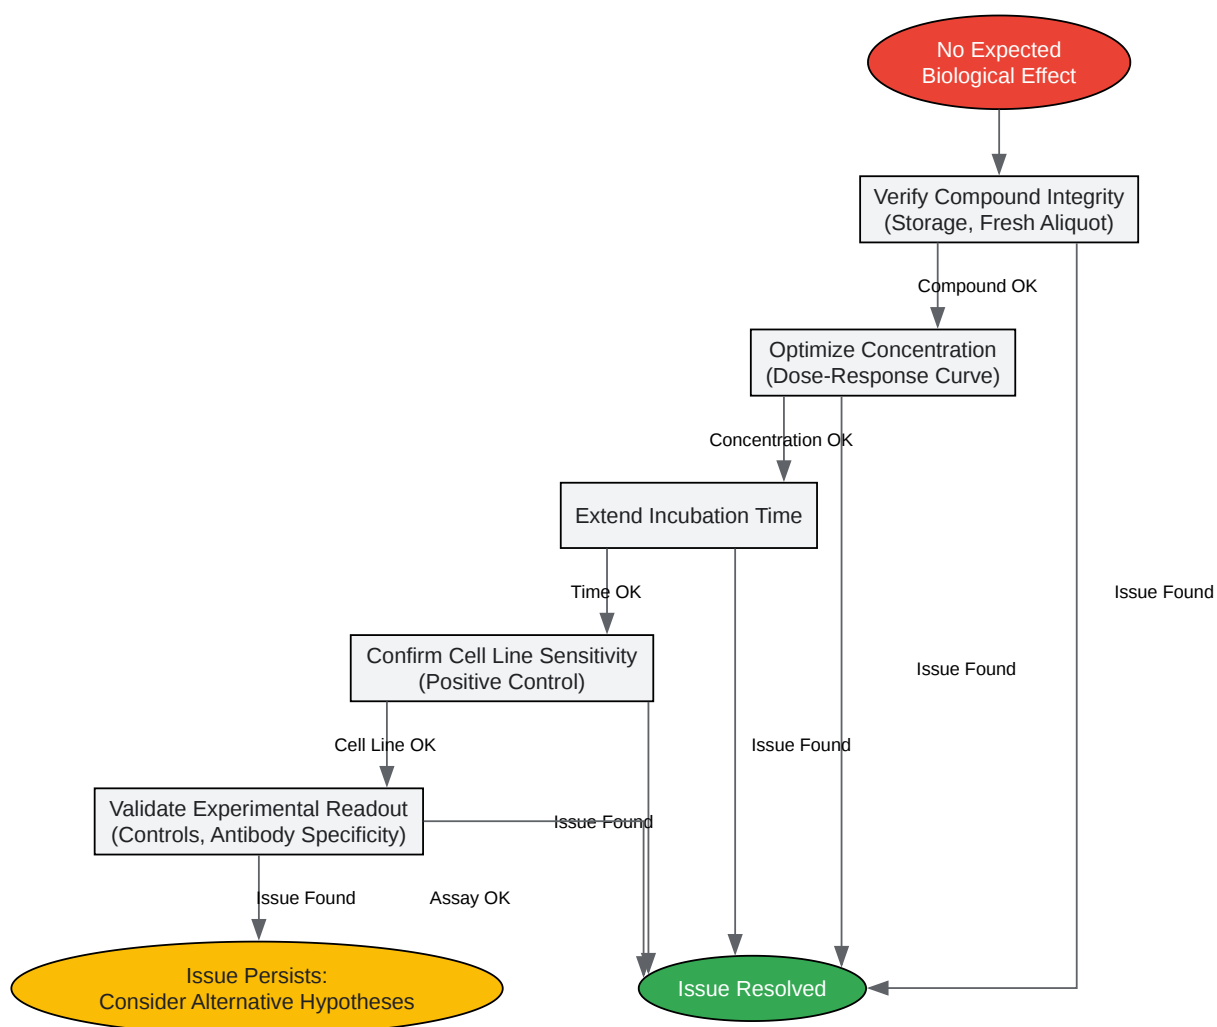 No Expected
Biological Effect
Verify Compound Integrity
(Storage, Fresh Aliquot)
Compound OK
Optimize Concentration
(Dose-Response Curve)
Concentration OK
Extend Incubation Time
Time OK
Issue Found
Confirm Cell Line Sensitivity
(Positive Control)
Issue Found
Cell Line OK
Issue Found
Validate Experimental Readout
(Controls, Antibody Specificity)
Issue Found
Issue Found
Assay OK
Issue Persists:
Consider Alternative Hypotheses
Issue Resolved